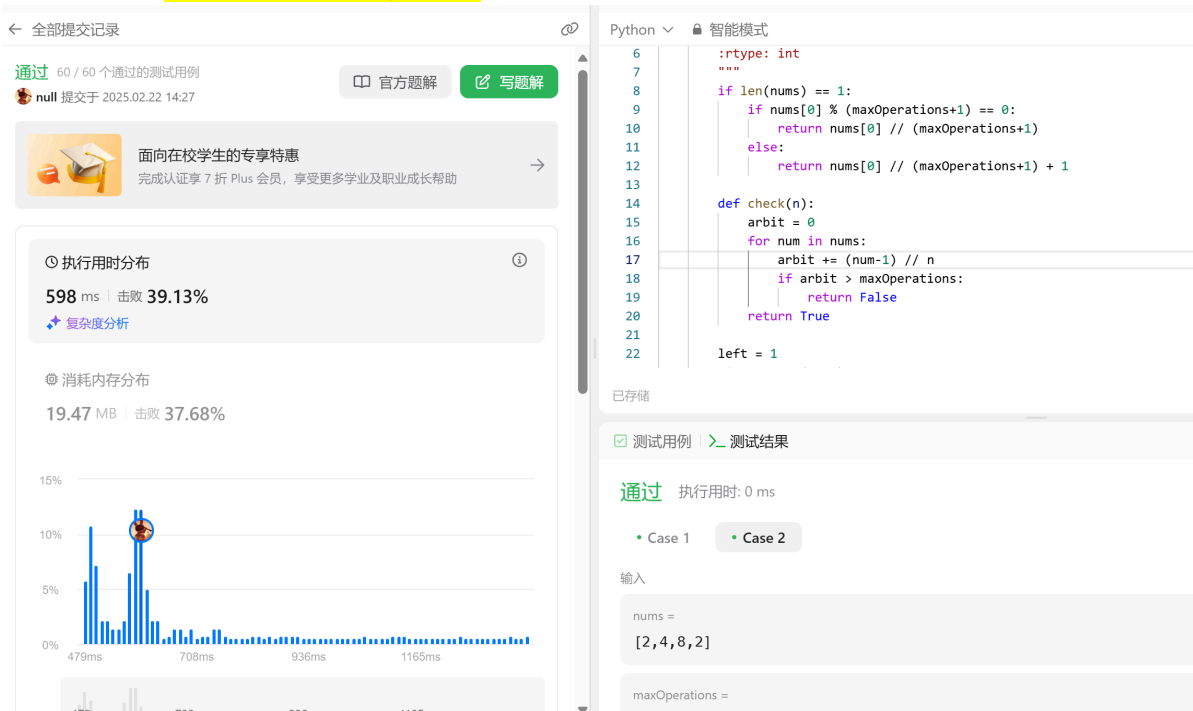 全部提交记录
通过 60 / 60 个通过的测试用例
null 提交于 2025.02.22 14:27
官方题解
写题解
面向在校学生的专享特惠
完成认证享 7 折 Plus 会员，享受更多学业及职业成长帮助
执行用时分布
598 ms 击败 39.13%
复杂度分析
消耗内存分布
19.47 MB 击败 37.68%
15%
10%
5%
0%
479ms 708ms 936ms 1165ms
Python 智能模式
6 :rtype: int
7 """
8 if len(nums) == 1:
9 if nums[0] % (maxOperations+1) == 0:
10 return nums[0] // (maxOperations+1)
11 else:
12 return nums[0] // (maxOperations+1) + 1
13
14 def check(n):
15 arbit = 0
16 for num in nums:
17 arbit += (num-1) // n
18 if arbit > maxOperations:
19 return False
20 return True
21
22 left = 1
已存储
测试用例 >_ 测试结果
通过 执行用时: 0 ms
• Case 1 • Case 2
输入
nums =
[2,4,8,2]
maxOperations =